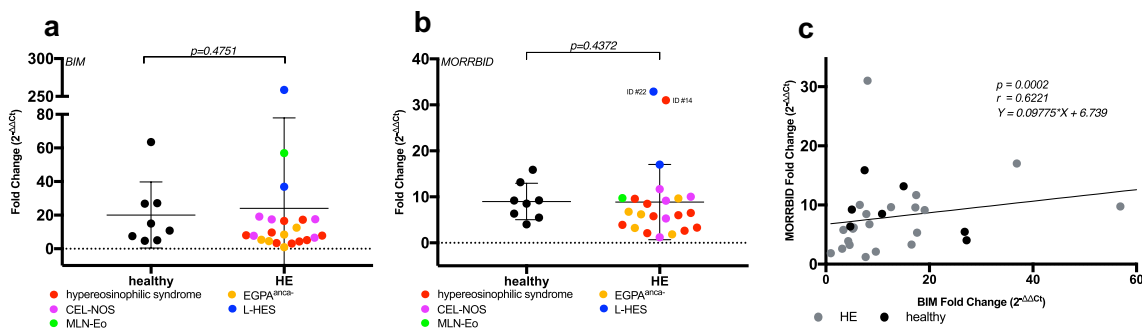 a
BIM
p=0.4751
Fold Change (2-ΔΔCt)
300
250
80
60
40
20
0
healthy
HE
hypereosinophilic syndrome
CEL-NOS
MLN-Eo
EGPAanca-
L-HES
b
MORRBID
p=0.4372
Fold Change (2-ΔΔCt)
40
30
20
10
0
ID #22
ID #14
healthy
HE
hypereosinophilic syndrome
CEL-NOS
MLN-Eo
EGPAanca-
L-HES
c
p = 0.0002
r = 0.6221
Y = 0.09775*X + 6.739
MORRBID Fold Change (2-ΔΔCt)
30
20
10
0
0
20
40
60
BIM Fold Change (2-ΔΔCt)
HE
healthy